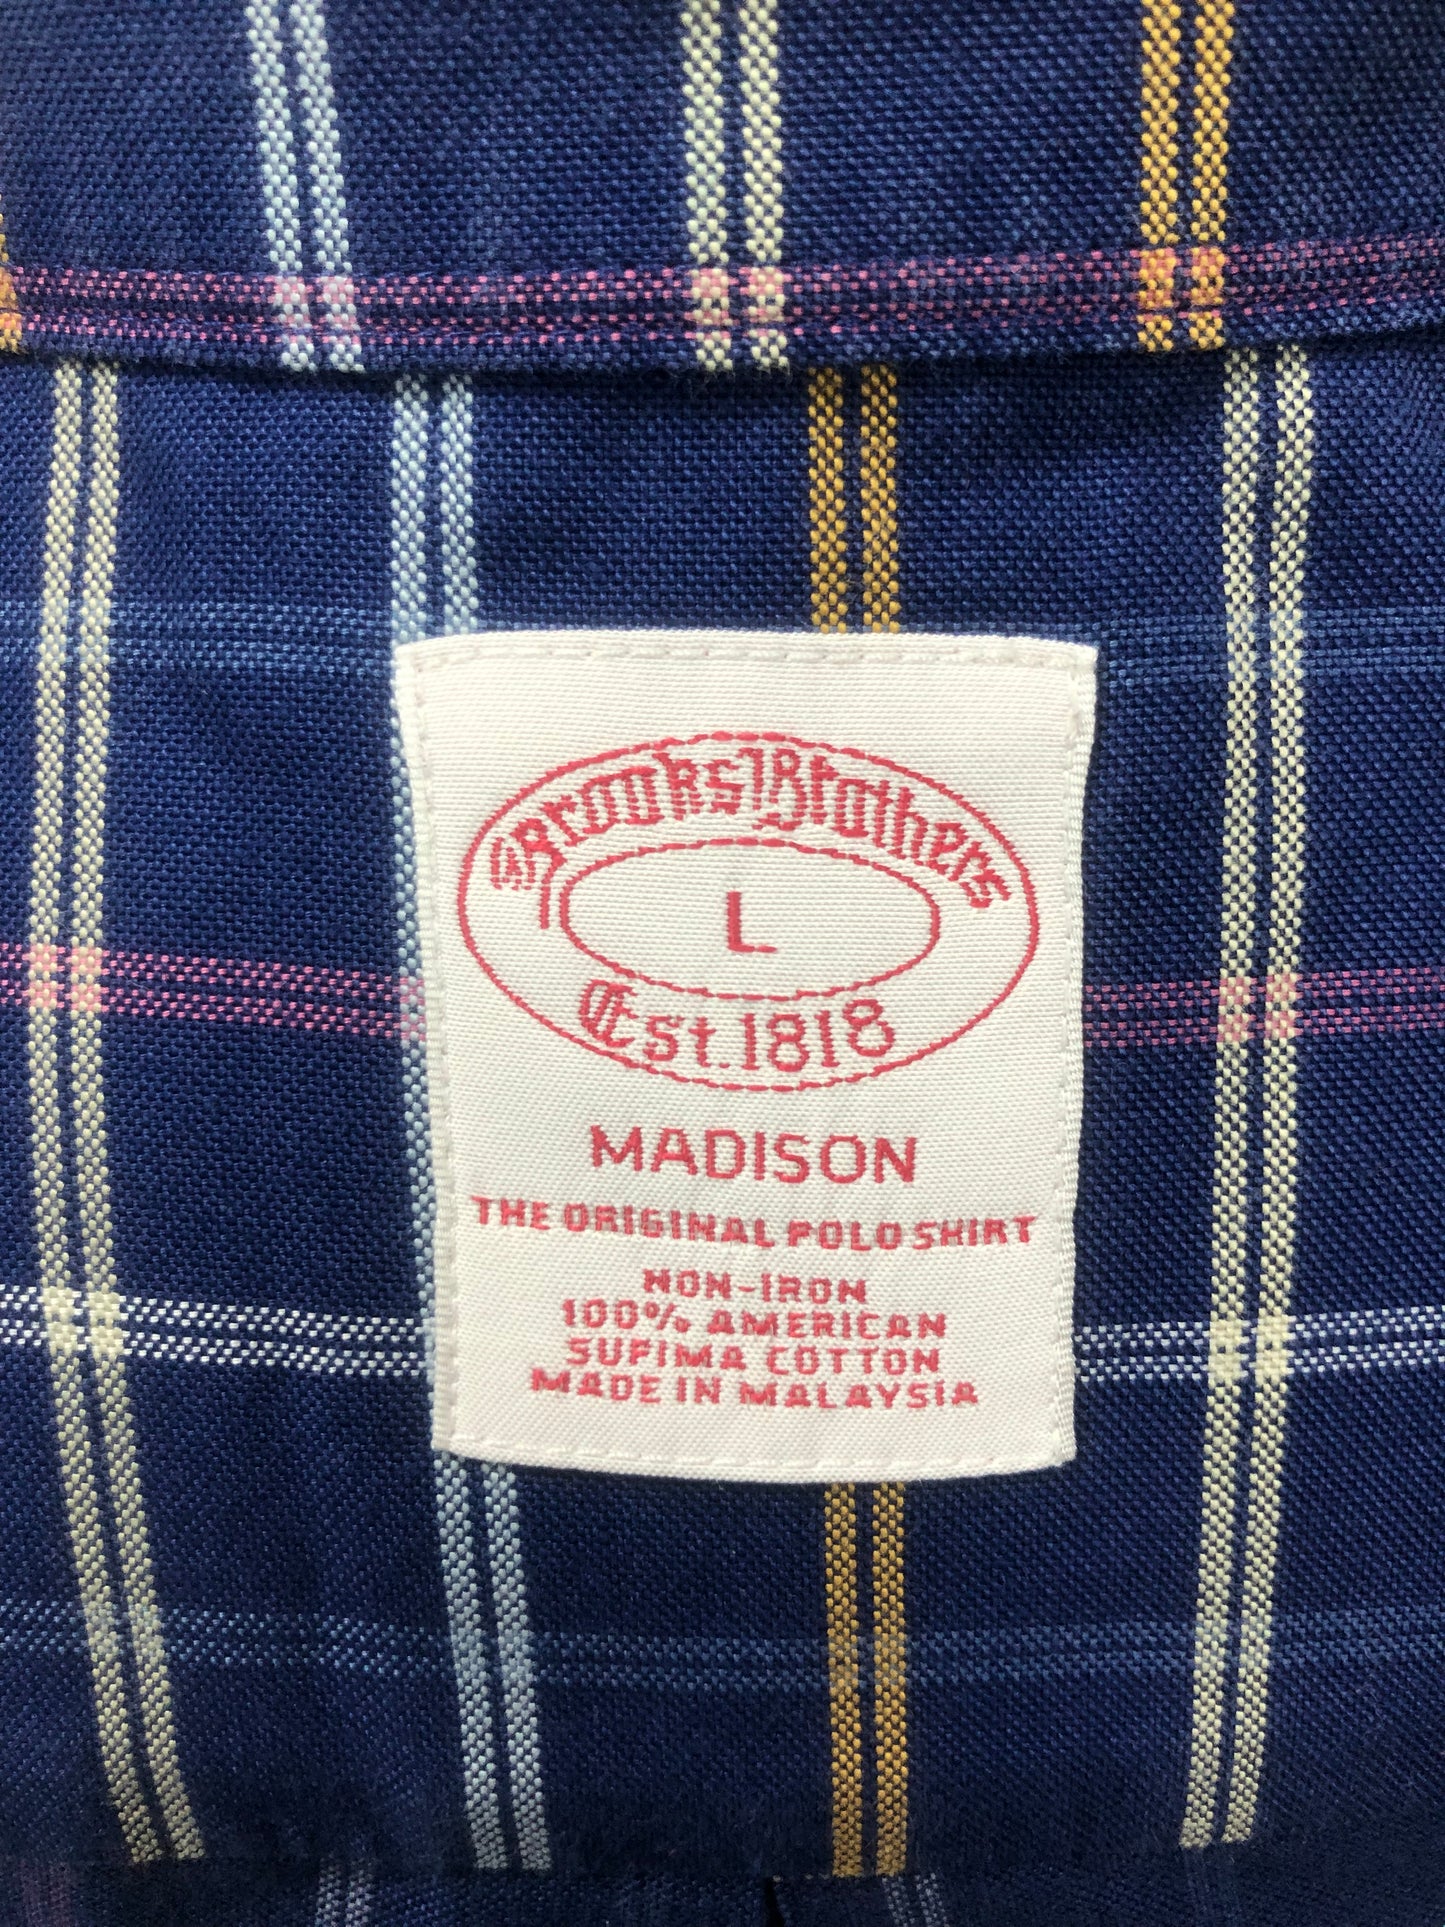 Brooks Brothers
L
Est. 1818
MADISON
THE ORIGINAL POLO SHIRT
NON-IRON
100% AMERICAN
SUPIMA COTTON
MADE IN MALAYSIA